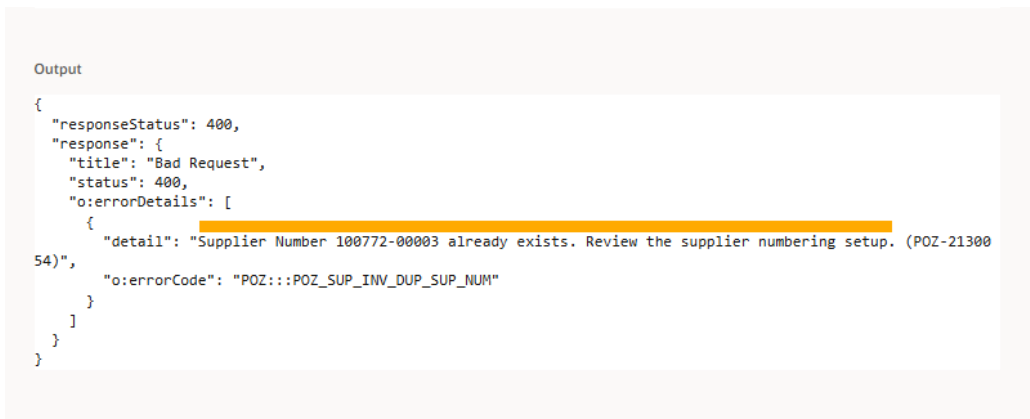 Output
{
"responseStatus": 400,
"response": {
"title": "Bad Request",
"status": 400,
"o:errorDetails": [
{
"detail": "Supplier Number 100772-00003 already exists. Review the supplier numbering setup. (POZ-21300
54)",
"o:errorCode": "POZ:::POZ_SUP_INV_DUP_SUP_NUM"
}
]
}
}